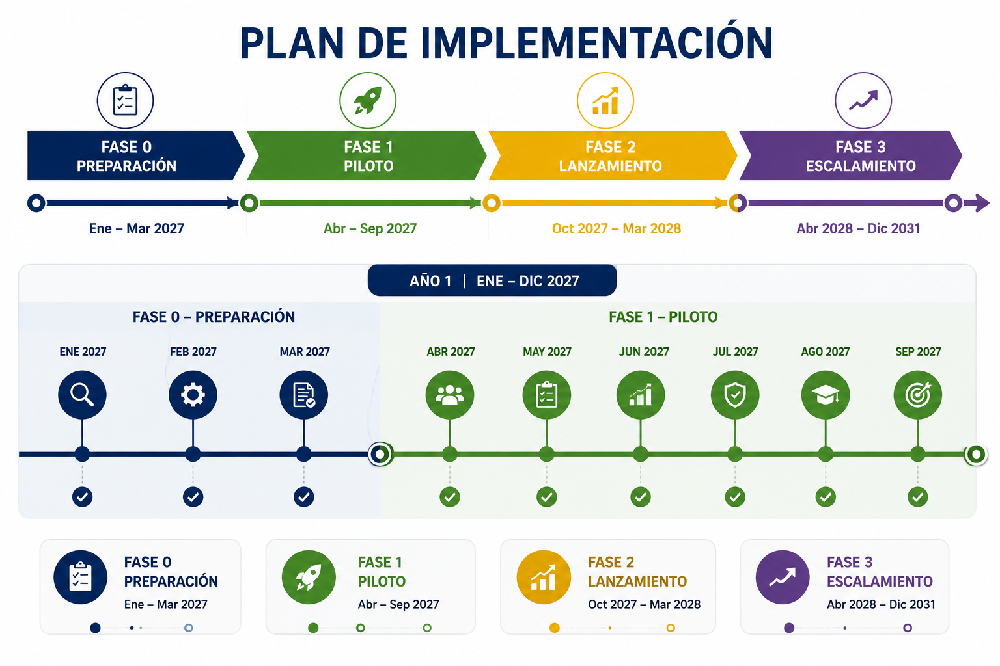 PLAN DE IMPLEMENTACIÓN
FASE 0
PREPARACIÓN
FASE 1
PILOTO
FASE 2
LANZAMIENTO
FASE 3
ESCALAMIENTO
Ene – Mar 2027
Abr – Sep 2027
Oct 2027 – Mar 2028
Abr 2028 – Dic 2031
AÑO 1 | ENE – DIC 2027
FASE 0 – PREPARACIÓN
FASE 1 – PILOTO
ENE 2027
FEB 2027
MAR 2027
ABR 2027
MAY 2027
JUN 2027
JUL 2027
AGO 2027
SEP 2027
FASE 0
PREPARACIÓN
Ene – Mar 2027
FASE 1
PILOTO
Abr – Sep 2027
FASE 2
LANZAMIENTO
Oct 2027 – Mar 2028
FASE 3
ESCALAMIENTO
Abr 2028 – Dic 2031